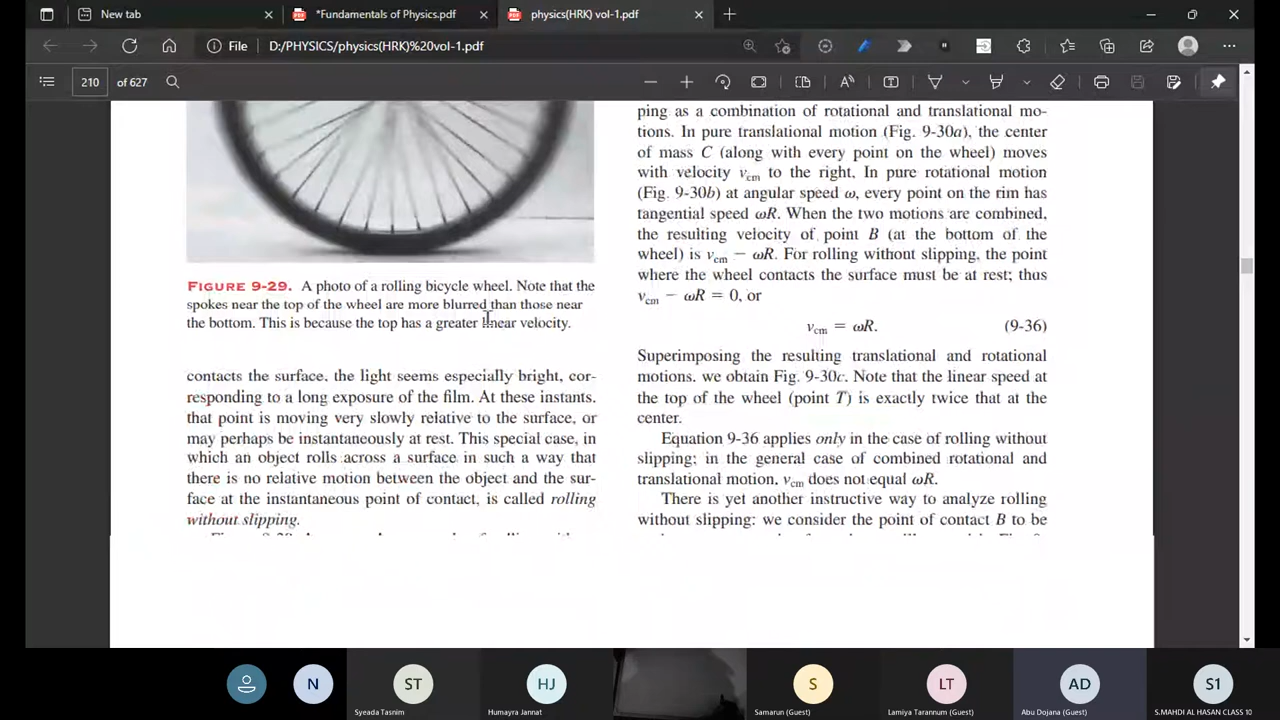 New tab
*Fundamentals of Physics.pdf
physics(HRK) vol-1.pdf
File
D:/PHYSICS/physics(HRK)%20vol-1.pdf
210 of 627
FIGURE 9-29. A photo of a rolling bicycle wheel. Note that the
spokes near the top of the wheel are more blurred than those near
the bottom. This is because the top has a greater linear velocity.
contacts the surface, the light seems especially bright, cor-
responding to a long exposure of the film. At these instants,
that point is moving very slowly relative to the surface, or
may perhaps be instantaneously at rest. This special case, in
which an object rolls across a surface in such a way that
there is no relative motion between the object and the sur-
face at the instantaneous point of contact, is called rolling
without slipping.
ping as a combination of rotational and translational mo-
tions. In pure translational motion (Fig. 9-30a), the center
of mass C (along with every point on the wheel) moves
with velocity vcm to the right. In pure rotational motion
(Fig. 9-30b) at angular speed ω, every point on the rim has
tangential speed ωR. When the two motions are combined,
the resulting velocity of point B (at the bottom of the
wheel) is vcm − ωR. For rolling without slipping, the point
where the wheel contacts the surface must be at rest; thus
vcm − ωR = 0, or
vcm = ωR. (9-36)
Superimposing the resulting translational and rotational
motions, we obtain Fig. 9-30c. Note that the linear speed at
the top of the wheel (point T) is exactly twice that at the
center.
Equation 9-36 applies only in the case of rolling without
slipping; in the general case of combined rotational and
translational motion, vcm does not equal ωR.
There is yet another instructive way to analyze rolling
without slipping: we consider the point of contact B to be
N
ST
HJ
S
LT
AD
S1
Syeada Tasnim
Humayra Jannat
Samarun (Guest)
Lamiya Tarannum (Guest)
Abu Dojana (Guest)
S.MAHDI AL HASAN CLASS 10